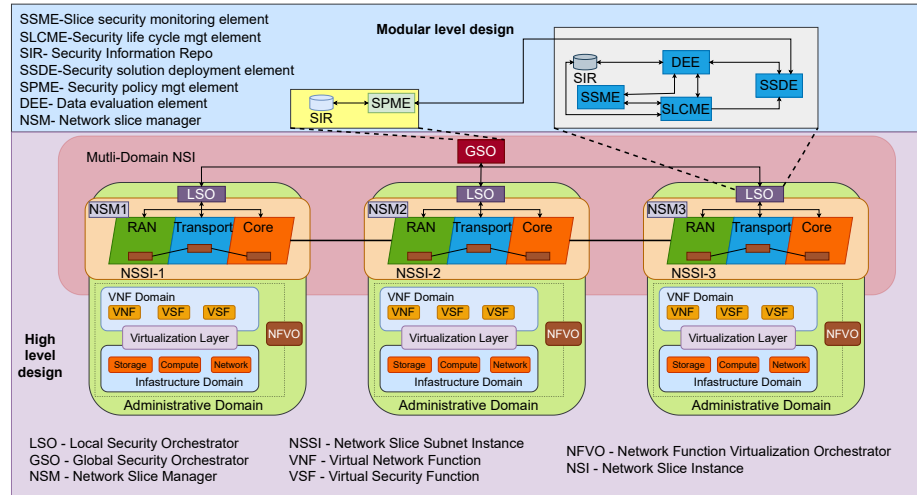 SSME-Slice security monitoring element
SLCME-Security life cycle mgt element
SIR- Security Information Repo
SSDE-Security solution deployment element
SPME- Security policy mgt element
DEE- Data evaluation element
NSM- Network slice manager
Modular level design
SIR
SPME
SIR
DEE
SSME
SLCME
SSDE
Mutli-Domain NSI
GSO
LSO
LSO
LSO
NSM1
RAN
Transport
Core
NSSI-1
NSM2
RAN
Transport
Core
NSSI-2
NSM3
RAN
Transport
Core
NSSI-3
High
level
design
VNF Domain
VNF
VSF
VSF
Virtualization Layer
NFVO
Storage
Compute
Network
Infastructure Domain
Administrative Domain
VNF Domain
VNF
VSF
VSF
Virtualization Layer
NFVO
Storage
Compute
Network
Infastructure Domain
Administrative Domain
VNF Domain
VNF
VSF
VSF
Virtualization Layer
NFVO
Storage
Compute
Network
Infastructure Domain
Administrative Domain
LSO - Local Security Orchestrator
GSO - Global Security Orchestrator
NSM - Network Slice Manager
NSSI - Network Slice Subnet Instance
VNF - Virtual Network Function
VSF - Virtual Security Function
NFVO - Network Function Virtualization Orchestrator
NSI - Network Slice Instance